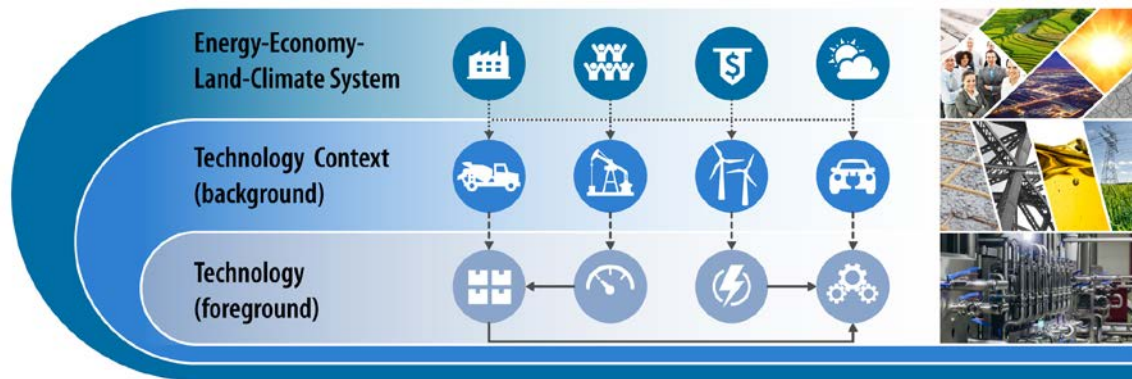 Energy-Economy-
Land-Climate System
$
Technology Context
(background)
Technology
(foreground)